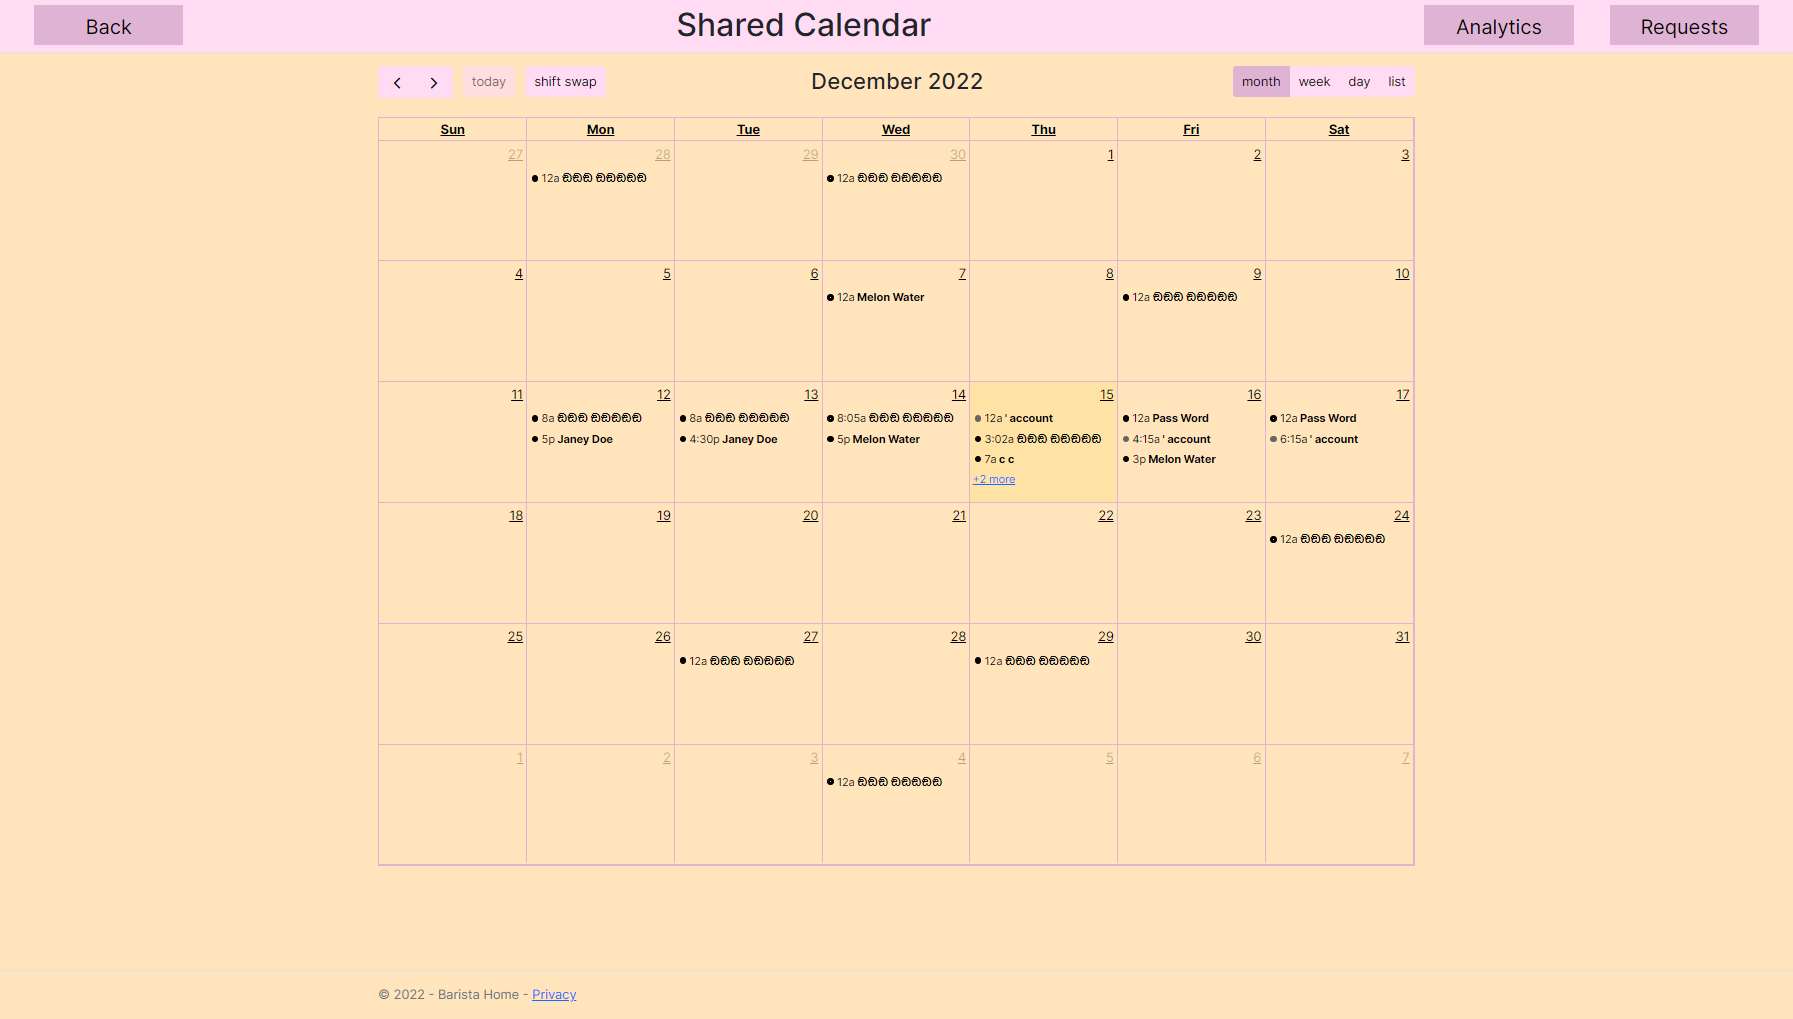 Back
Shared Calendar
Analytics
Requests
today
shift swap
December 2022
month
week
day
list
Sun Mon Tue Wed Thu Fri Sat
27 28 29 30 1 2 3
12a ඞඞඞ ඞඞඞඞඞ
12a ඞඞඞ ඞඞඞඞඞ
4 5 6 7 8 9 10
12a Melon Water
12a ඞඞඞ ඞඞඞඞඞ
11 12 13 14 15 16 17
8a ඞඞඞ ඞඞඞඞඞ
5p Janey Doe
8a ඞඞඞ ඞඞඞඞඞ
4:30p Janey Doe
8:05a ඞඞඞ ඞඞඞඞඞ
5p Melon Water
12a ' account
3:02a ඞඞඞ ඞඞඞඞඞ
7a c c
+2 more
12a Pass Word
4:15a ' account
3p Melon Water
12a Pass Word
6:15a ' account
18 19 20 21 22 23 24
12a ඞඞඞ ඞඞඞඞඞ
25 26 27 28 29 30 31
12a ඞඞඞ ඞඞඞඞඞ
12a ඞඞඞ ඞඞඞඞඞ
1 2 3 4 5 6 7
12a ඞඞඞ ඞඞඞඞඞ
© 2022 - Barista Home - Privacy